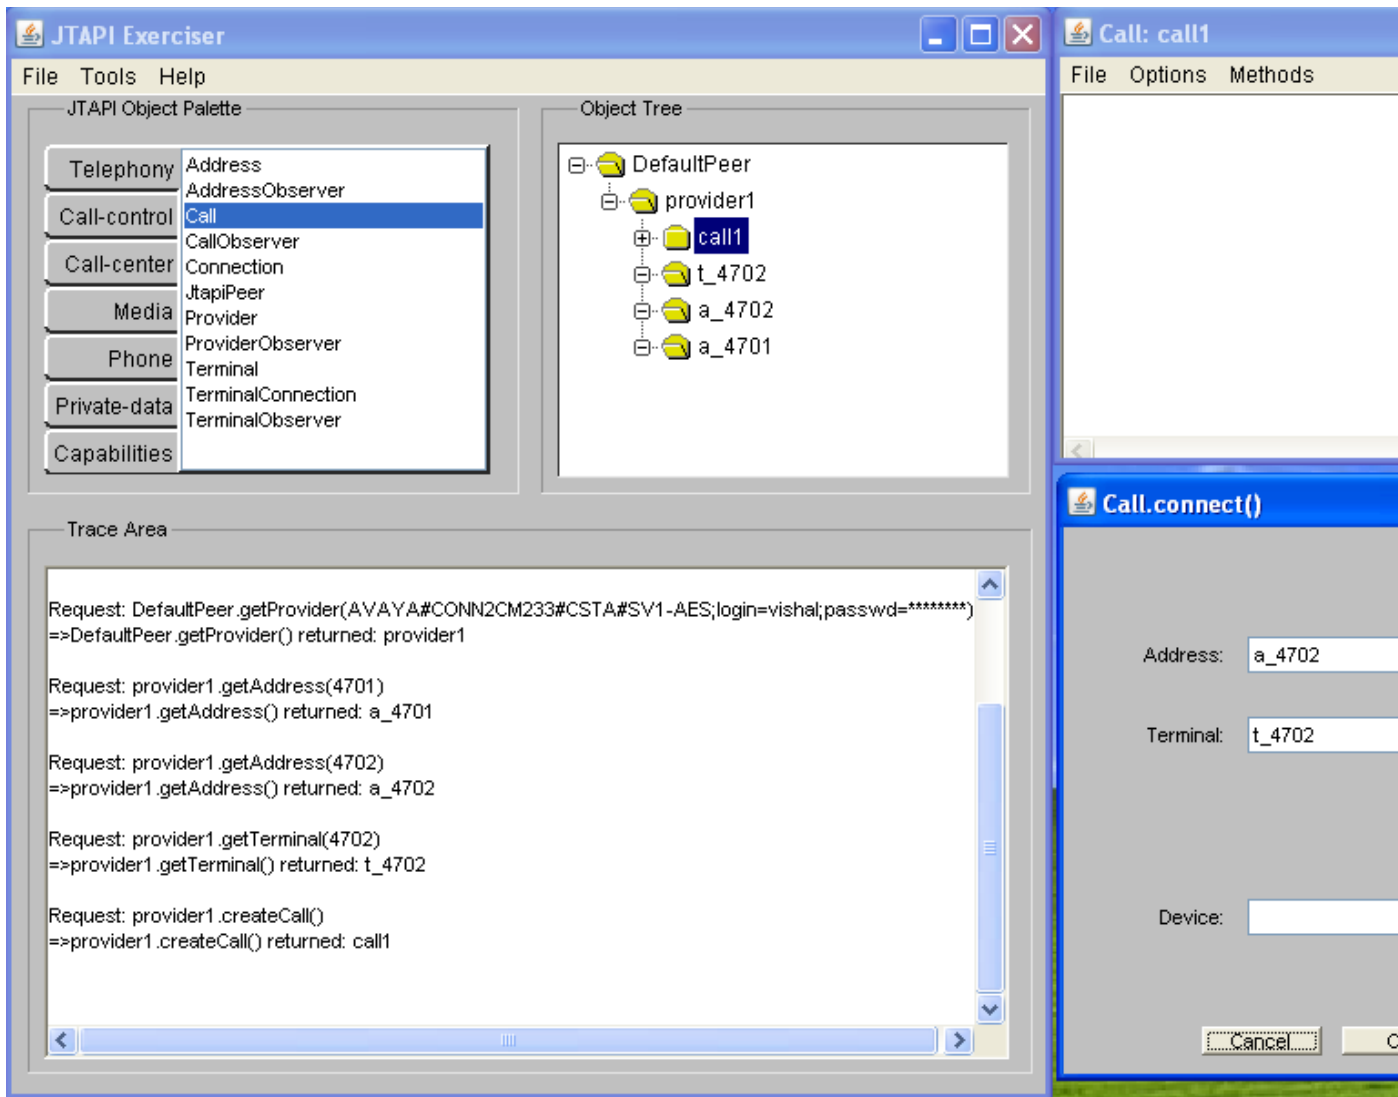 JTAPI Exerciser
File Tools Help
JTAPI Object Palette
Telephony
Call-control
Call-center
Media
Phone
Private-data
Capabilities
Address
AddressObserver
Call
CallObserver
Connection
JtapiPeer
Provider
ProviderObserver
Terminal
TerminalConnection
TerminalObserver
Object Tree
DefaultPeer
provider1
call1
t_4702
a_4702
a_4701
Trace Area
Request: DefaultPeer.getProvider(AVAYA#CONN2CM233#CSTA#SV1-AES;login=vishal;passwd=********)
=>DefaultPeer.getProvider() returned: provider1
Request: provider1.getAddress(4701)
=>provider1.getAddress() returned: a_4701
Request: provider1.getAddress(4702)
=>provider1.getAddress() returned: a_4702
Request: provider1.getTerminal(4702)
=>provider1.getTerminal() returned: t_4702
Request: provider1.createCall()
=>provider1.createCall() returned: call1
Call: call1
File Options Methods
Call.connect()
Address: a_4702
Terminal: t_4702
Device:
Cancel